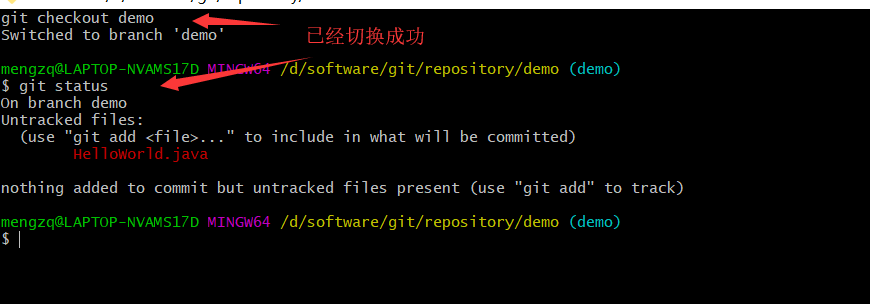 git checkout demo
Switched to branch 'demo'
已经切换成功
mengzq@LAPTOP-NVAMS17D MINGW64 /d/software/git/repository/demo (demo)
$ git status
On branch demo
Untracked files:
  (use "git add <file>..." to include in what will be committed)
        HelloWorld.java
nothing added to commit but untracked files present (use "git add" to track)
mengzq@LAPTOP-NVAMS17D MINGW64 /d/software/git/repository/demo (demo)
$